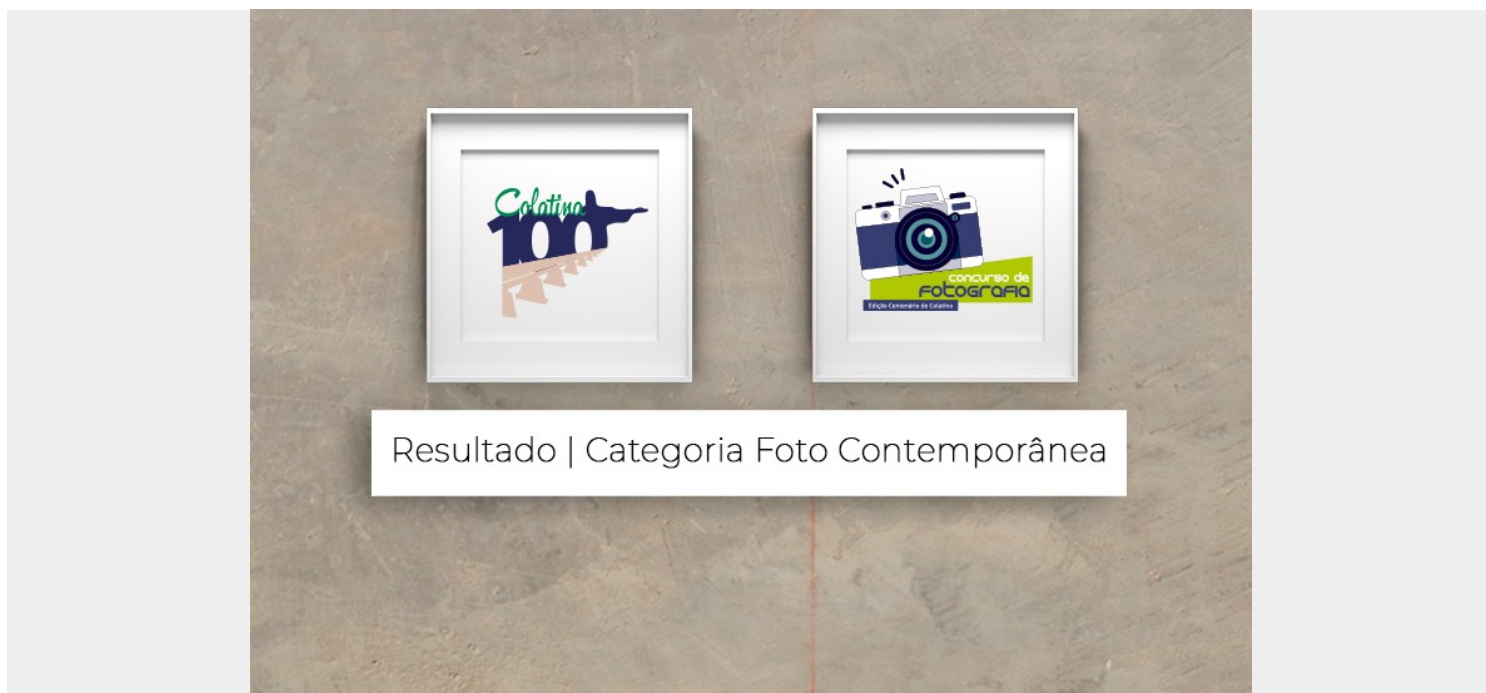 Colatina
100
concurso de
Fotografia
Edição Centenário de Colatina
Resultado | Categoria Foto Contemporânea